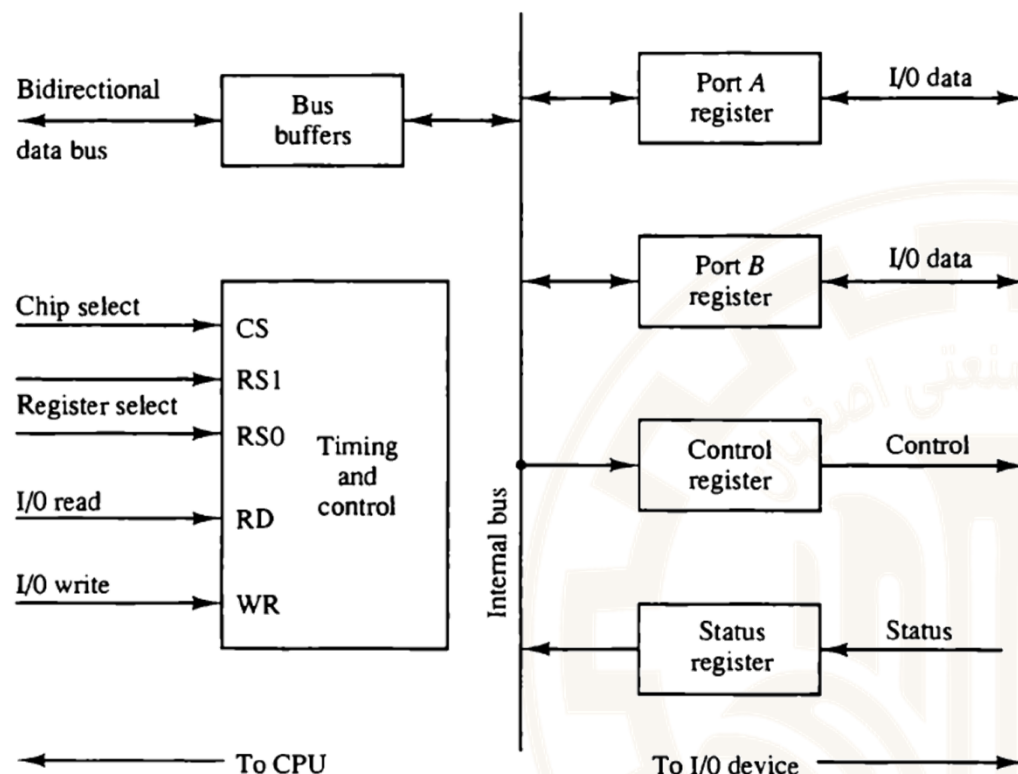 Bidirectional
data bus
Bus
buffers
Chip select
CS
RS1
Register select
RS0
I/0 read
RD
I/0 write
WR
Timing
and
control
Internal bus
Port A
register
I/0 data
Port B
register
I/0 data
Control
register
Control
Status
register
Status
To CPU
To I/0 device
صنعتی اصفهان